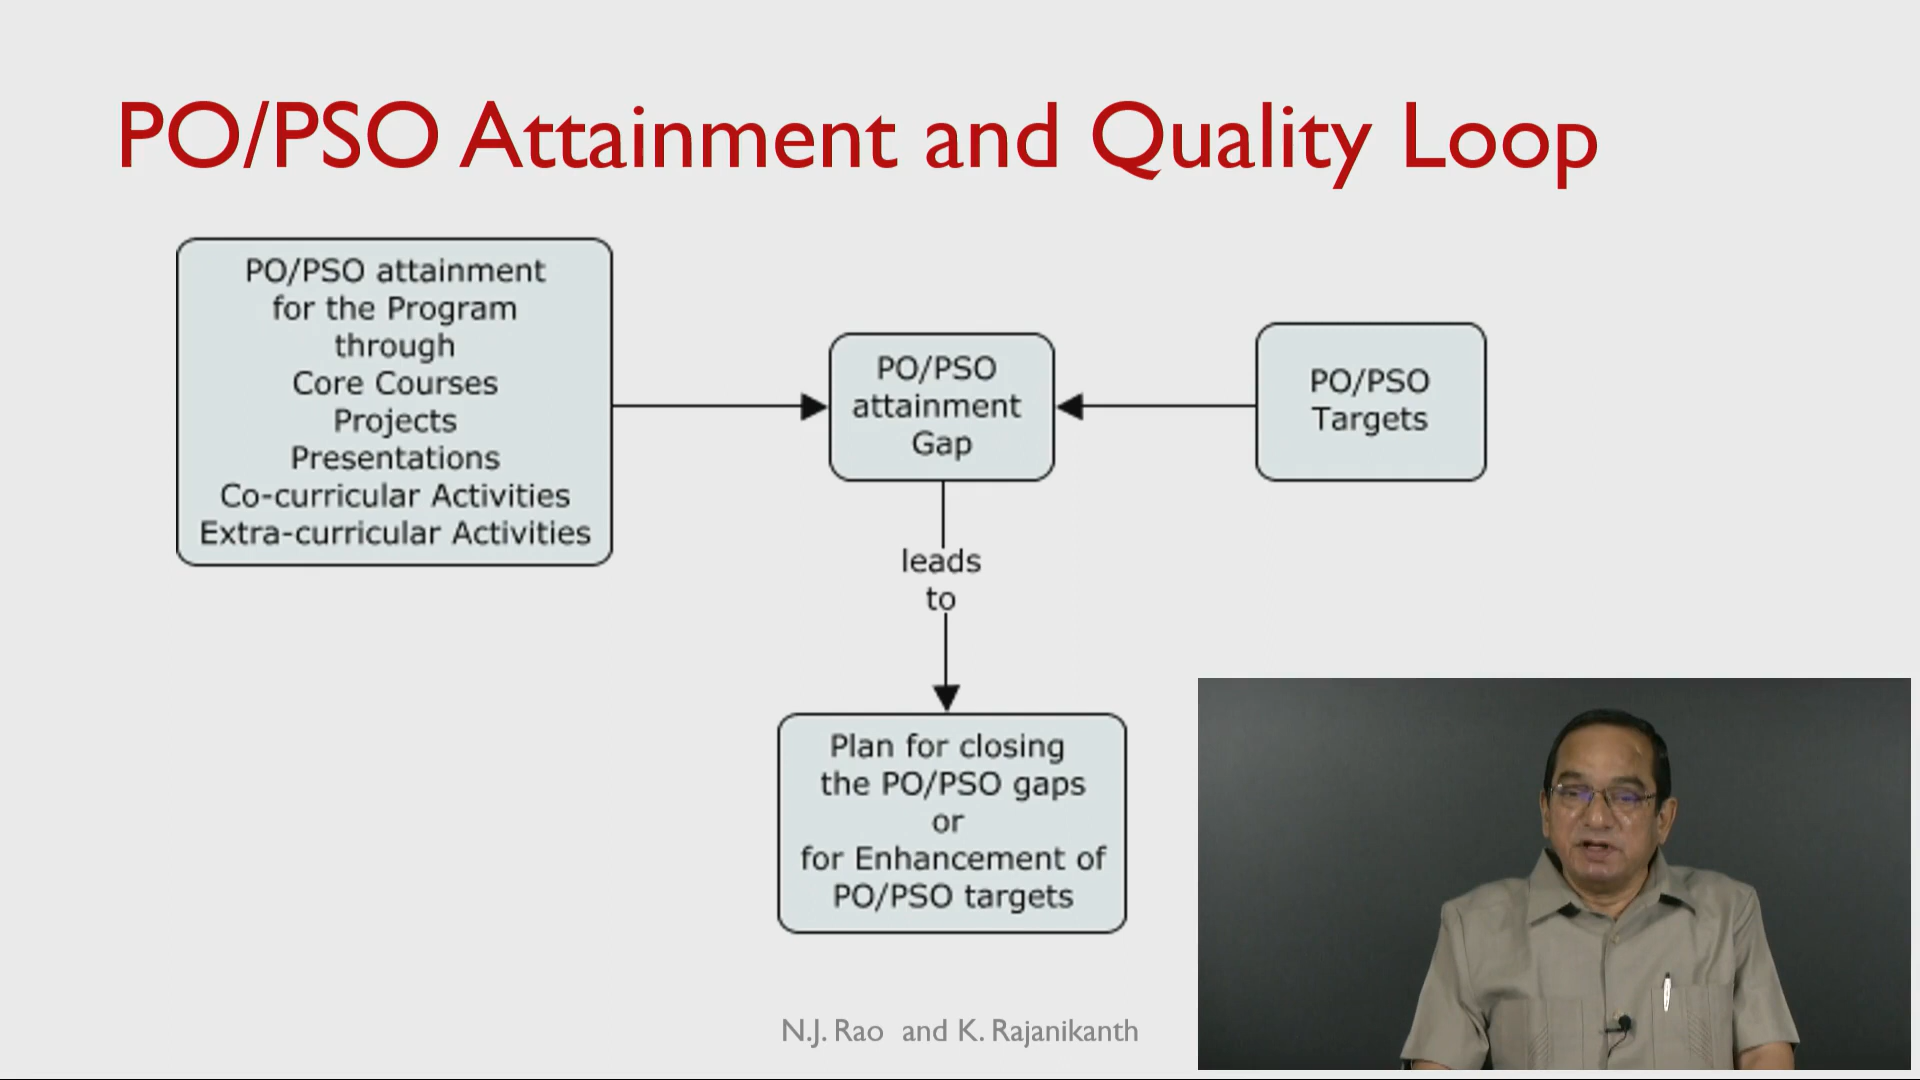 PO/PSO Attainment and Quality Loop
PO/PSO attainment
for the Program
through
Core Courses
Projects
Presentations
Co-curricular Activities
Extra-curricular Activities
PO/PSO
attainment
Gap
PO/PSO
Targets
leads
to
Plan for closing
the PO/PSO gaps
or
for Enhancement of
PO/PSO targets
N.J. Rao and K. Rajanikanth